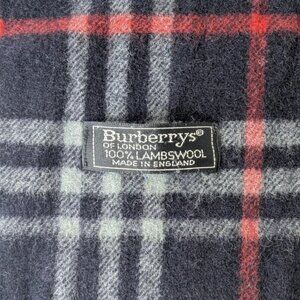 Burberrys®
OF LONDON
100% LAMBSWOOL
MADE IN ENGLAND